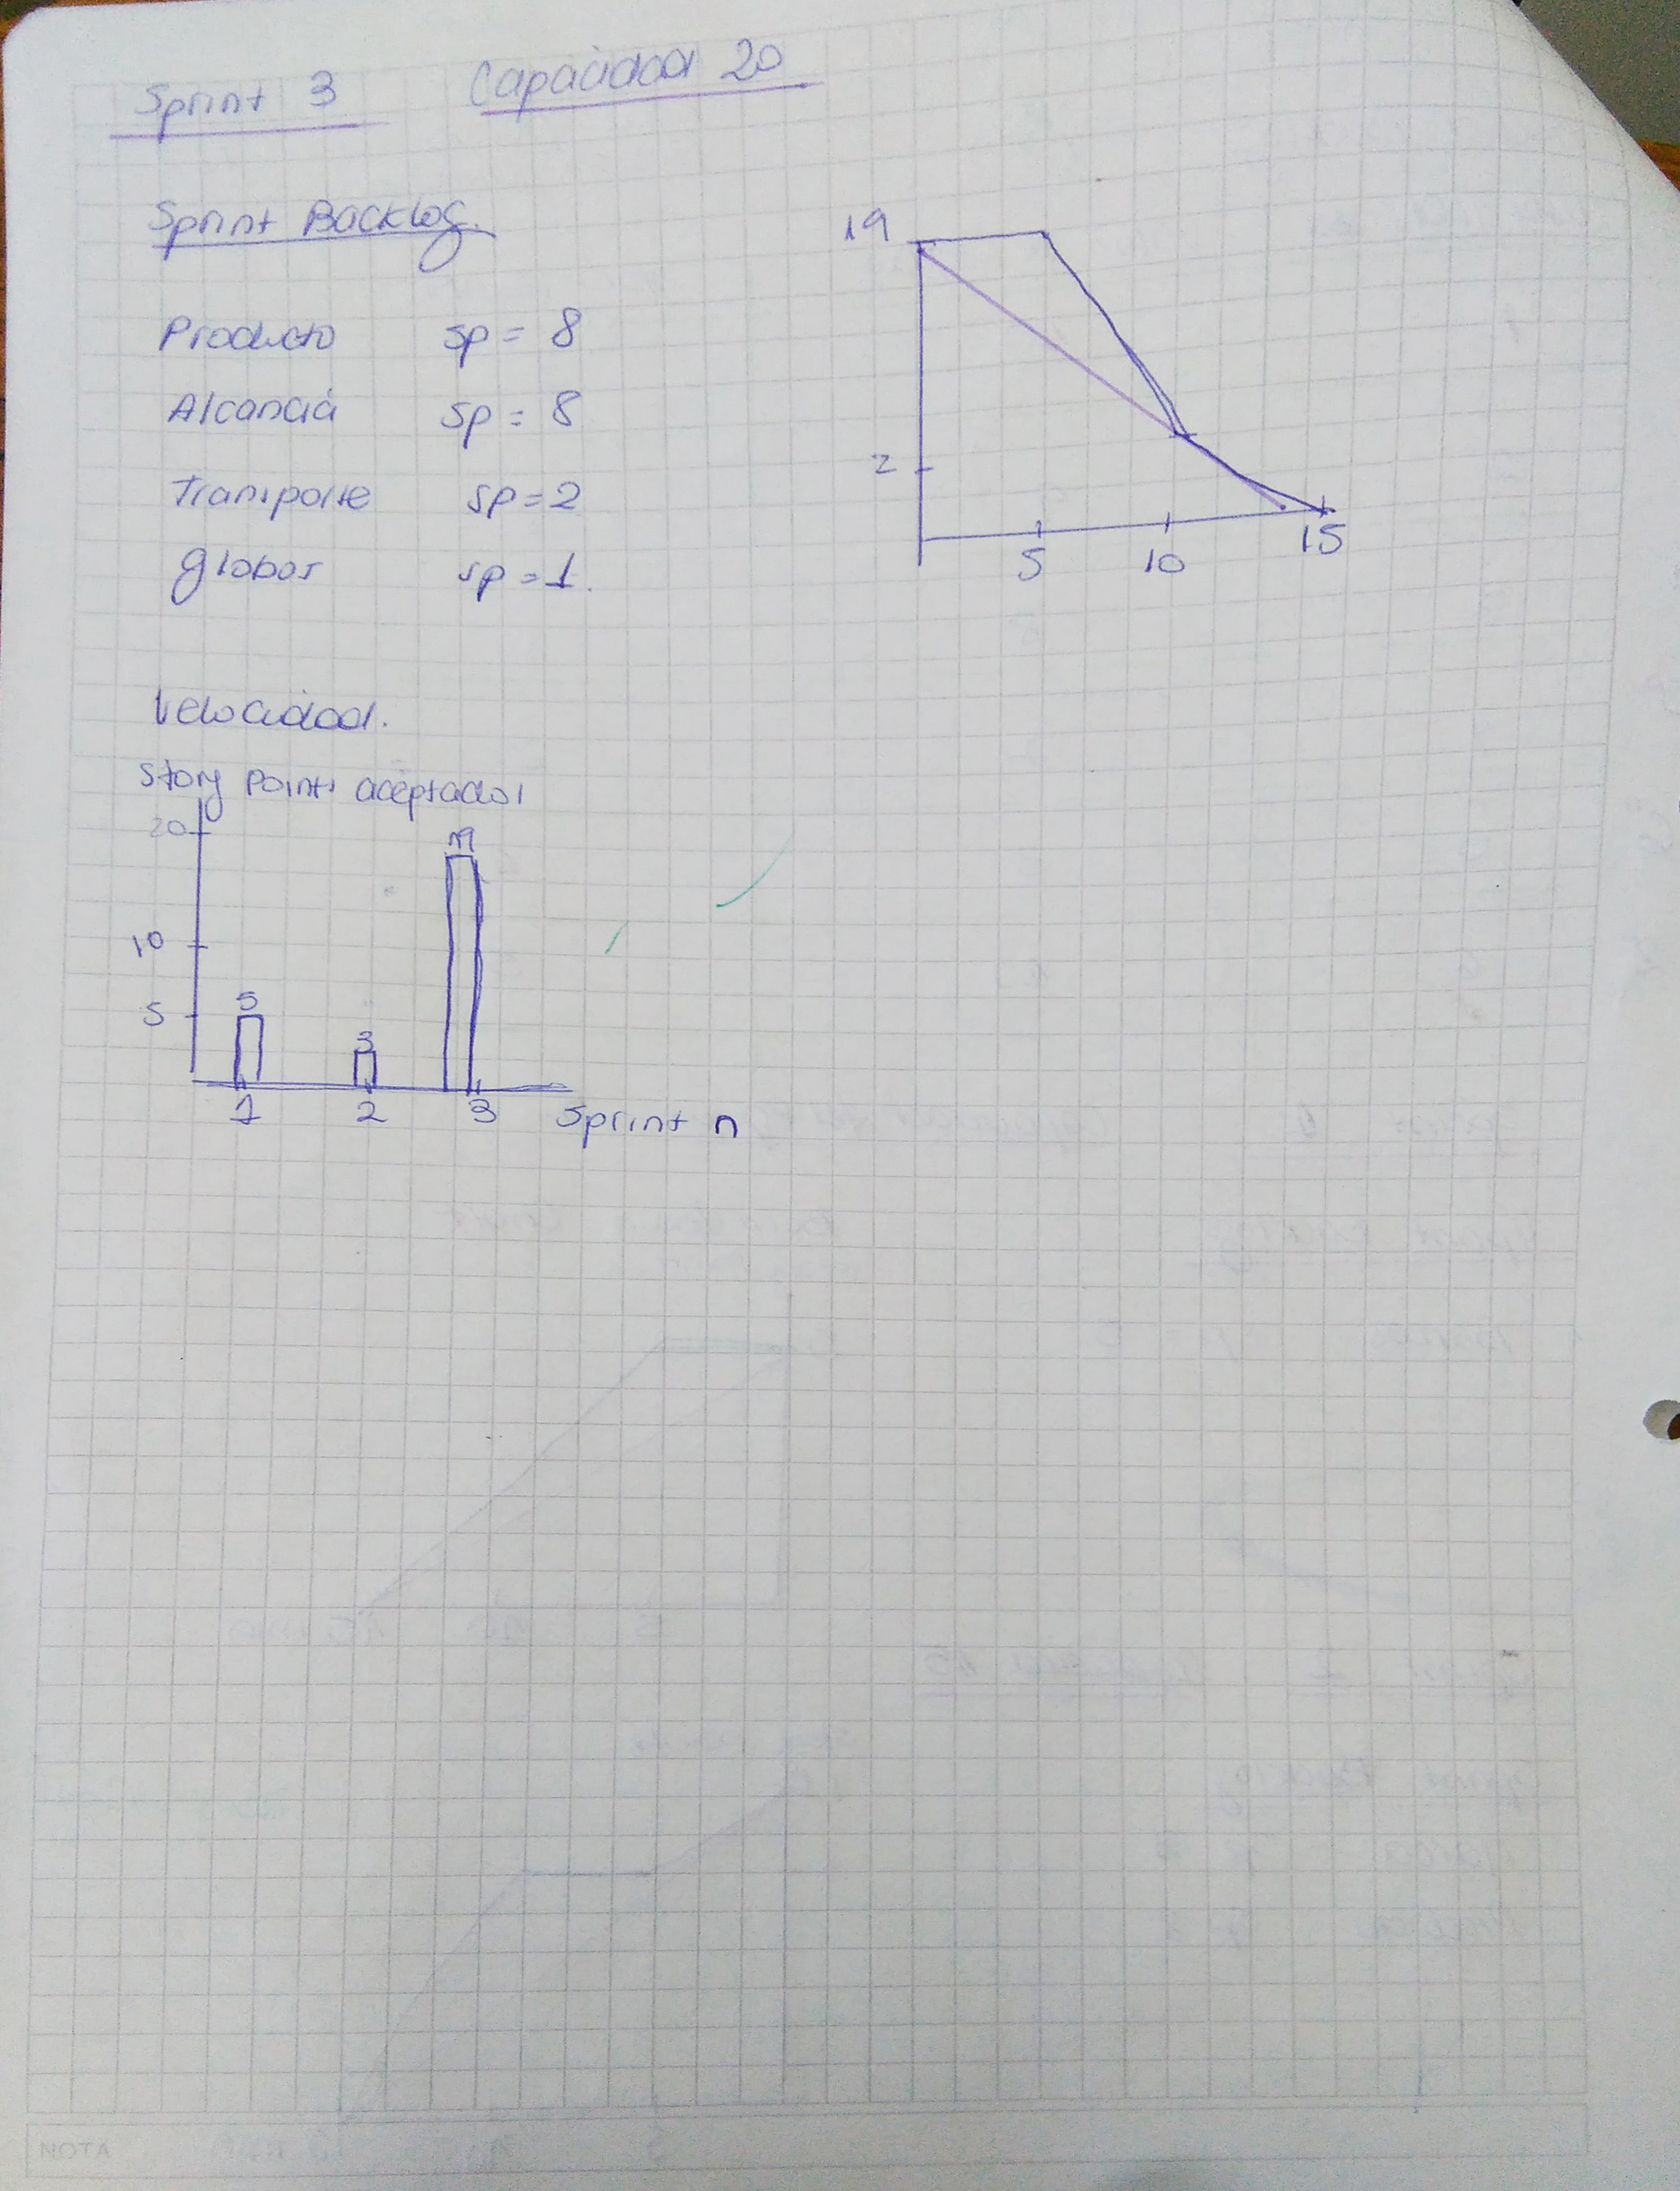 Sprint 3 Capacidad 20
Sprint Backlog.
Producto sp = 8
Alcancia sp = 8
Transporte sp = 2
globos sp = 1.
19
2
5 10 15
Velocidad.
Story Points aceptados
20
10
5
5
3
19
1 2 3 Sprint n
NOTA